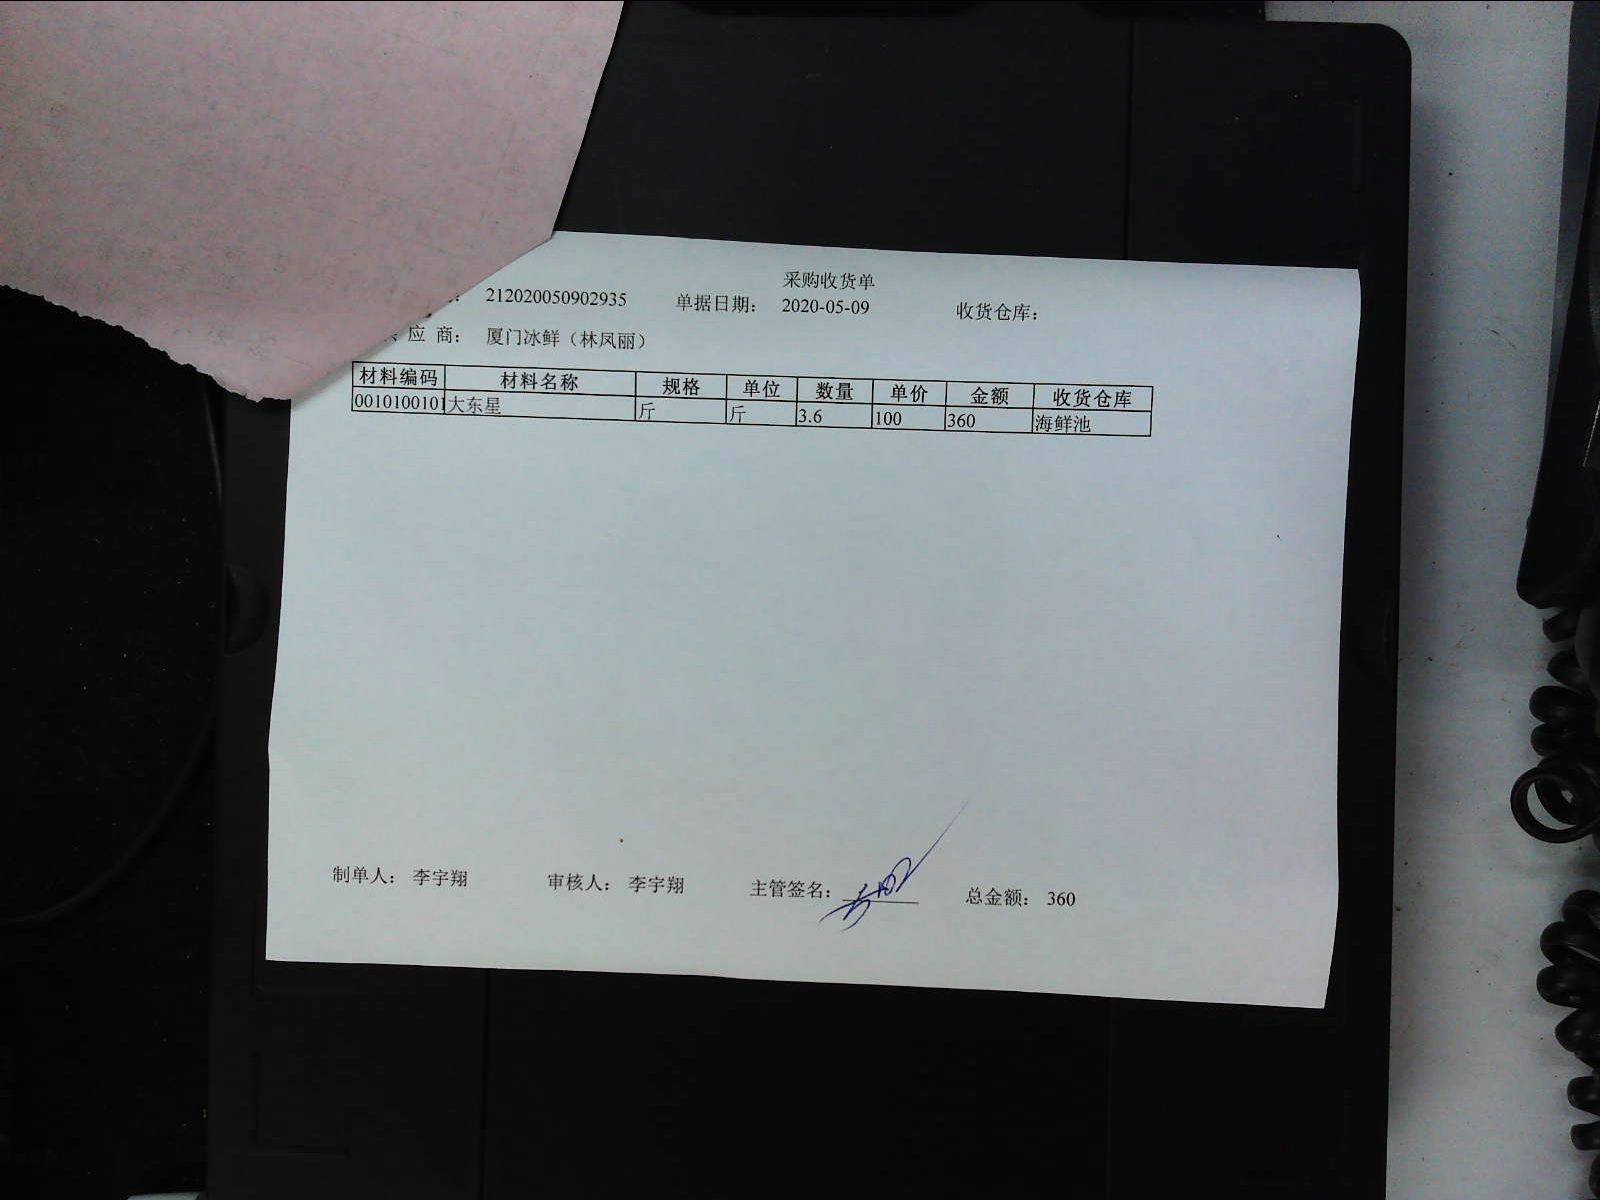 采购收货单
212020050902935 单据日期： 2020-05-09 收货仓库：
应 商： 厦门冰鲜（林凤丽）
材料编码 材料名称 规格 单位 数量 单价 金额 收货仓库
0010100101 大东星 斤 斤 3.6 100 360 海鲜池
制单人： 李宇翔 审核人： 李宇翔 主管签名： 总金额： 360